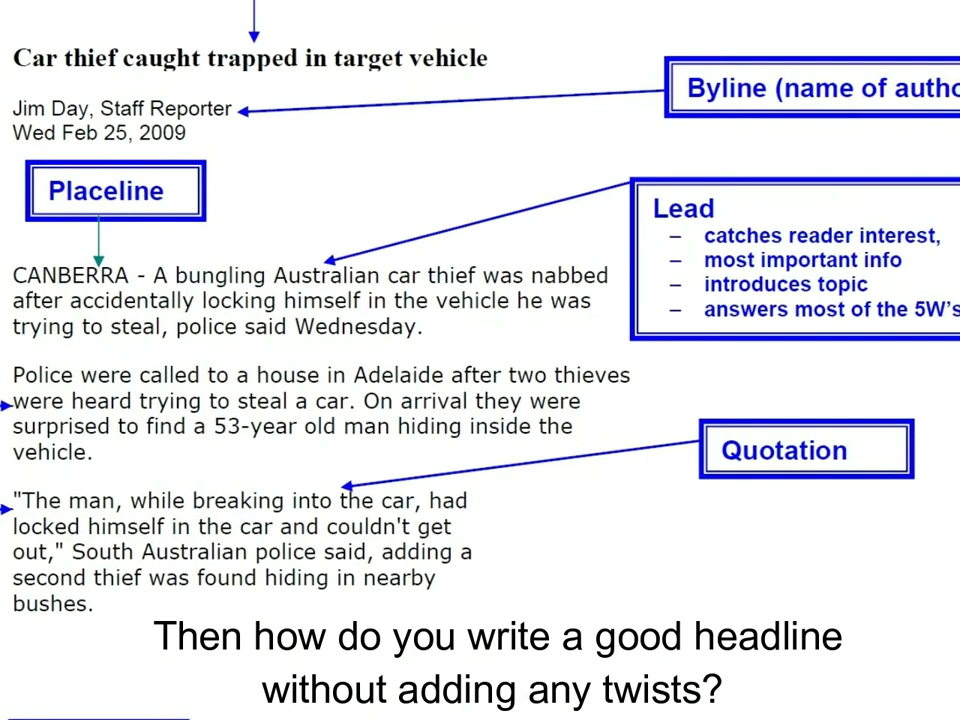 Car thief caught trapped in target vehicle
Jim Day, Staff Reporter
Wed Feb 25, 2009
Byline (name of autho
Placeline
Lead
– catches reader interest,
– most important info
– introduces topic
– answers most of the 5W's
CANBERRA - A bungling Australian car thief was nabbed
after accidentally locking himself in the vehicle he was
trying to steal, police said Wednesday.
Police were called to a house in Adelaide after two thieves
were heard trying to steal a car. On arrival they were
surprised to find a 53-year old man hiding inside the
vehicle.
Quotation
"The man, while breaking into the car, had
locked himself in the car and couldn't get
out," South Australian police said, adding a
second thief was found hiding in nearby
bushes.
Then how do you write a good headline
without adding any twists?